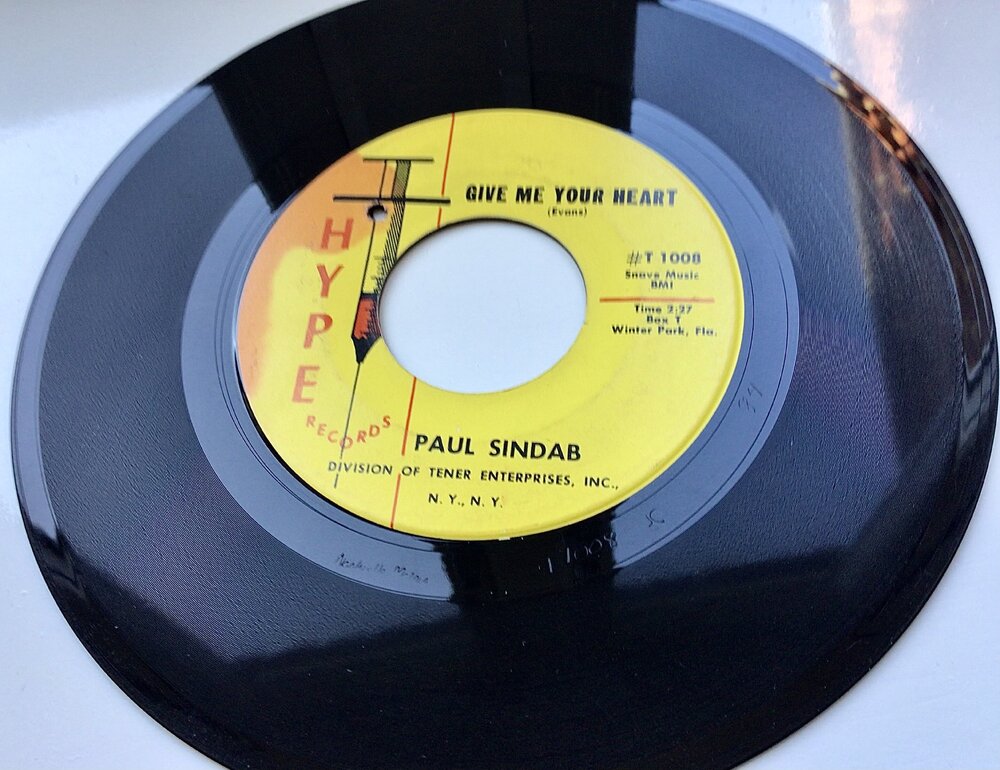 GIVE ME YOUR HEART
(Evans)
HYPE
RECORDS
#T 1008
Snave Music
BMI
Time 2:27
Box T
Winter Park, Fla.
PAUL SINDAB
DIVISION OF TENER ENTERPRISES, INC.,
N. Y., N. Y.